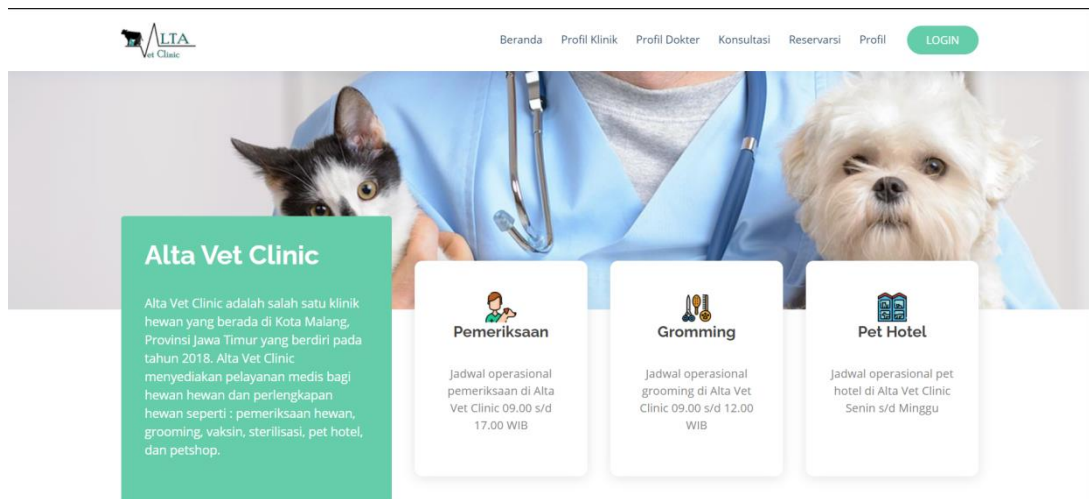 ALTA
Vet Clinic
Beranda Profil Klinik Profil Dokter Konsultasi Reservarsi Profil LOGIN
Alta Vet Clinic
Alta Vet Clinic adalah salah satu klinik
hewan yang berada di Kota Malang,
Provinsi Jawa Timur yang berdiri pada
tahun 2018. Alta Vet Clinic
menyediakan pelayanan medis bagi
hewan hewan dan perlengkapan
hewan seperti : pemeriksaan hewan,
grooming, vaksin, sterilisasi, pet hotel,
dan petshop.
Pemeriksaan
Jadwal operasional
pemeriksaan di Alta
Vet Clinic 09.00 s/d
17.00 WIB
Gromming
Jadwal operasional
grooming di Alta Vet
Clinic 09.00 s/d 12.00
WIB
Pet Hotel
Jadwal operasional pet
hotel di Alta Vet Clinic
Senin s/d Minggu